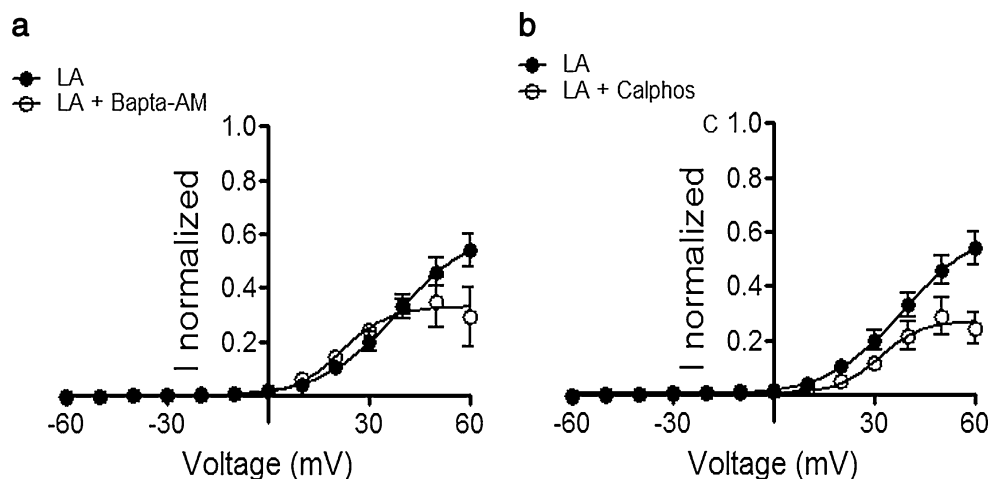 a
LA
LA + Bapta-AM
1.0
0.8
0.6
0.4
0.2
I normalized
-60 -30 30 60
Voltage (mV)
b
LA
LA + Calphos
C 1.0
0.8
0.6
0.4
0.2
I normalized
-60 -30 30 60
Voltage (mV)